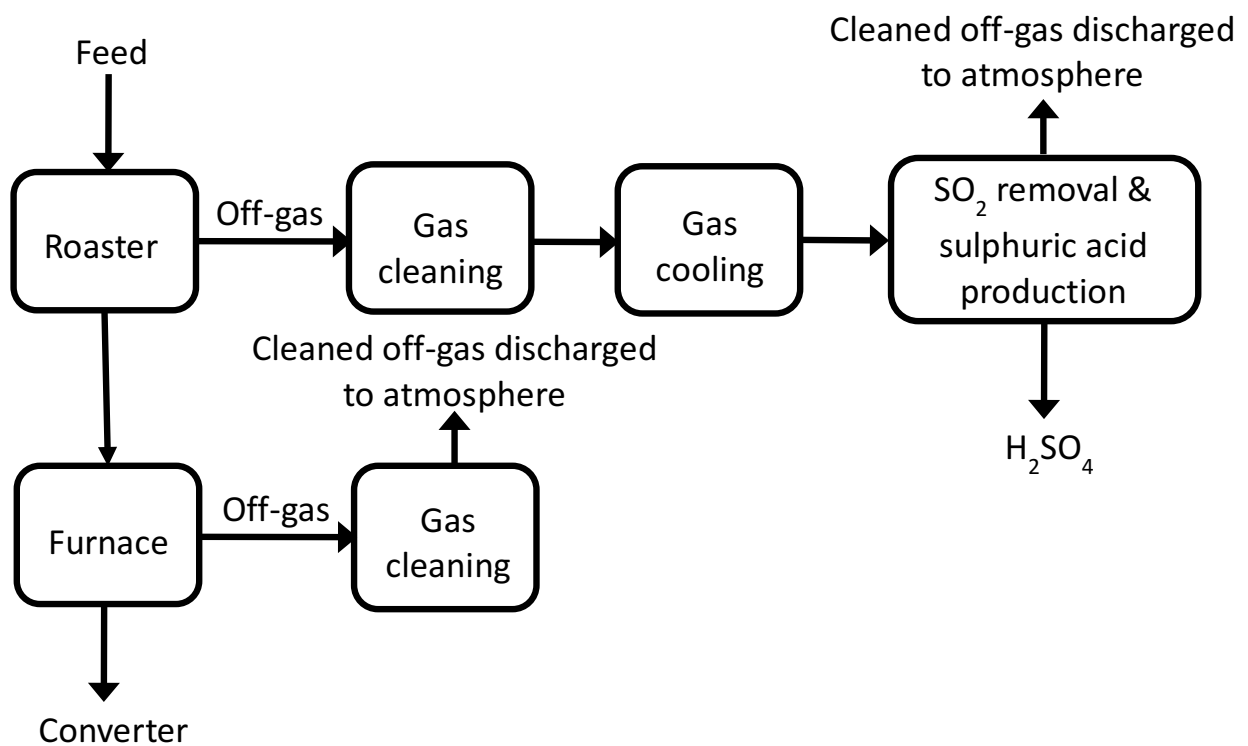 Cleaned off-gas discharged
to atmosphere
Feed
Roaster
Off-gas
Gas
cleaning
Gas
cooling
SO₂ removal &
sulphuric acid
production
Cleaned off-gas discharged
to atmosphere
H₂SO₄
Furnace
Off-gas
Gas
cleaning
Converter